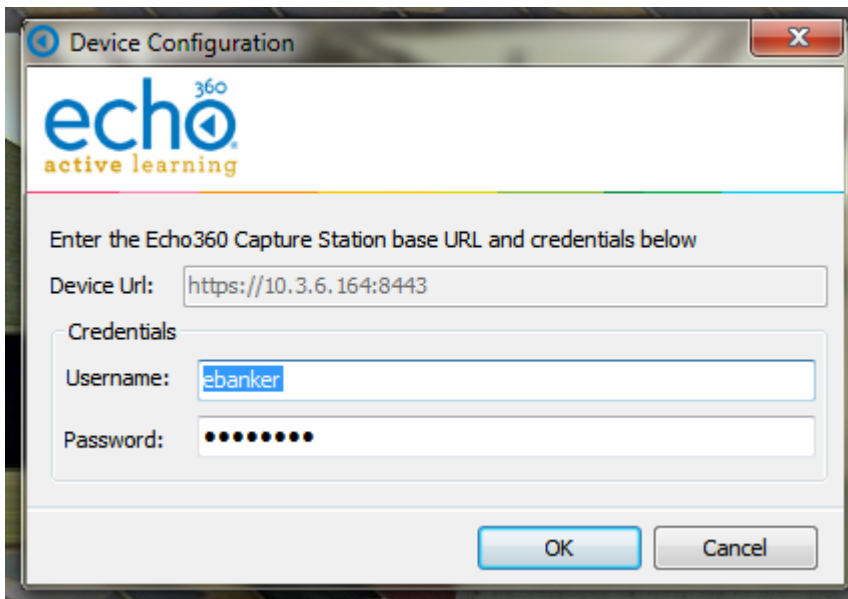 Device Configuration
echo360
active learning
Enter the Echo360 Capture Station base URL and credentials below
Device Url: https://10.3.6.164:8443
Credentials
Username: ebanker
Password: ••••••••
OK Cancel